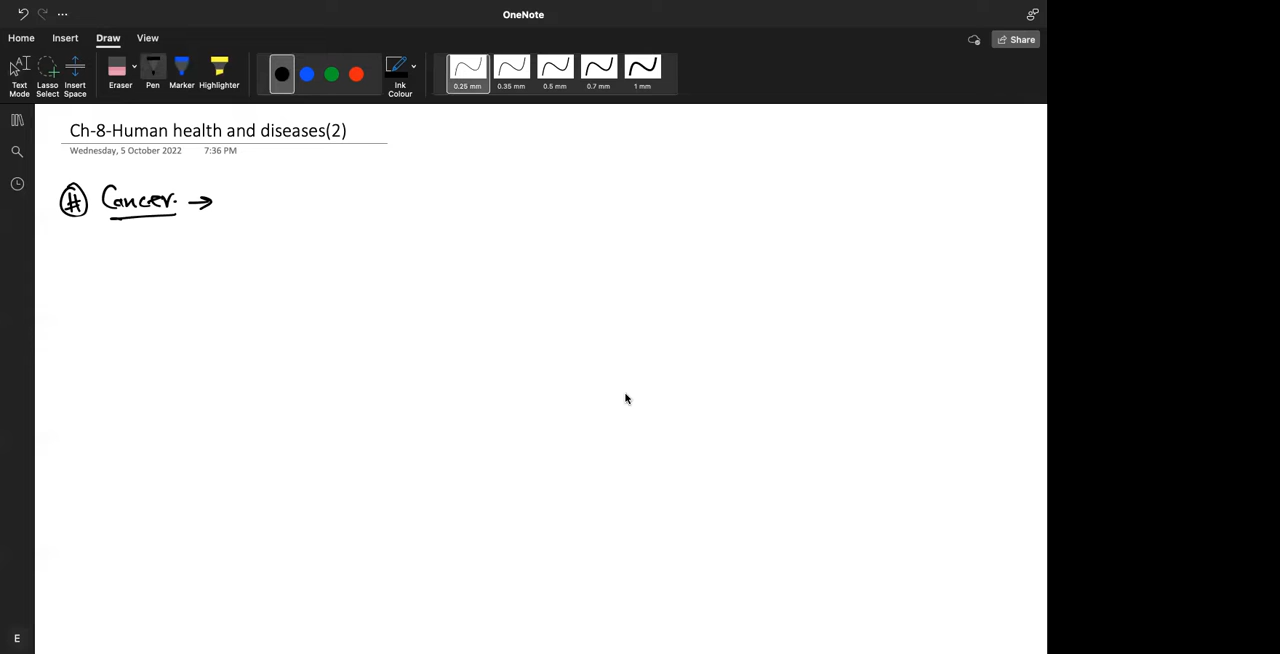 OneNote
Home Insert Draw View
Share
Text Mode
Lasso Select
Insert Space
Eraser
Pen
Marker
Highlighter
Ink Colour
0.25 mm
0.35 mm
0.5 mm
0.7 mm
1 mm
Ch-8-Human health and diseases(2)
Wednesday, 5 October 2022 7:36 PM
# Cancer. →
E